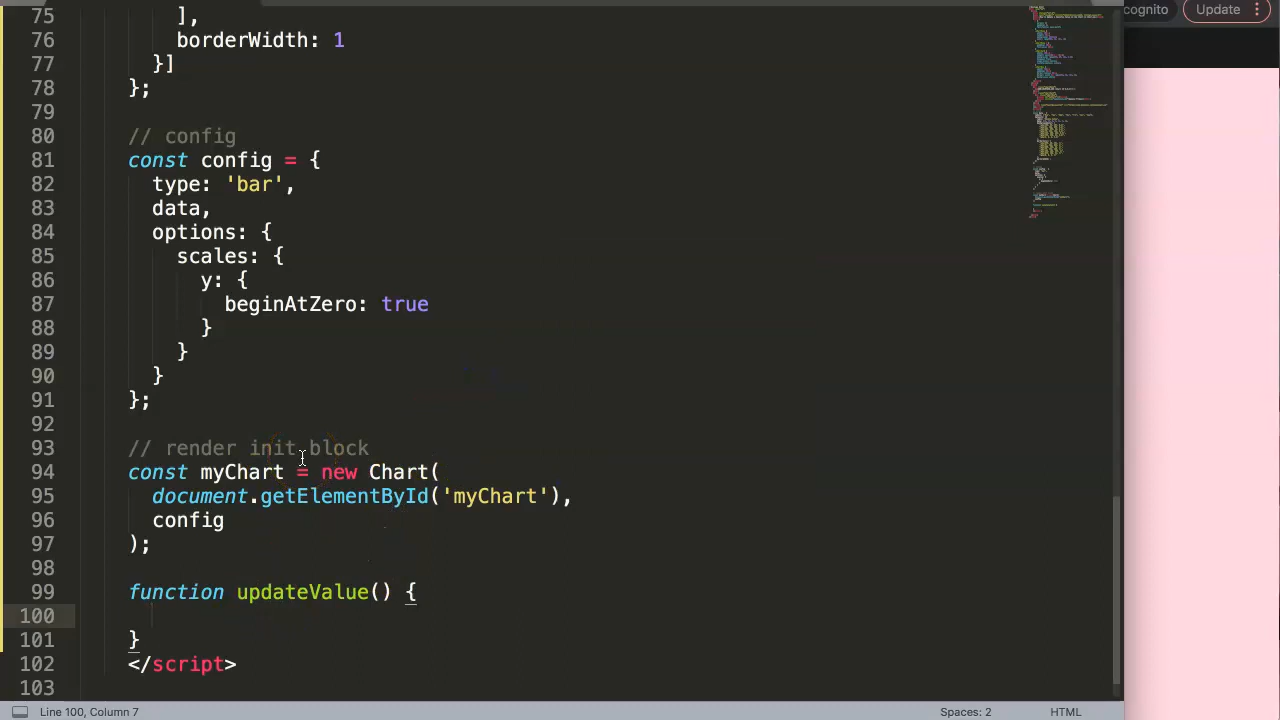 cognito
Update
75 ],
76 borderWidth: 1
77 }]
78 };
79
80 // config
81 const config = {
82 type: 'bar',
83 data,
84 options: {
85 scales: {
86 y: {
87 beginAtZero: true
88 }
89 }
90 }
91 };
92
93 // render init block
94 const myChart = new Chart(
95 document.getElementById('myChart'),
96 config
97 );
98
99 function updateValue() {
100
101 }
102 </script>
103
Line 100, Column 7
Spaces: 2
HTML